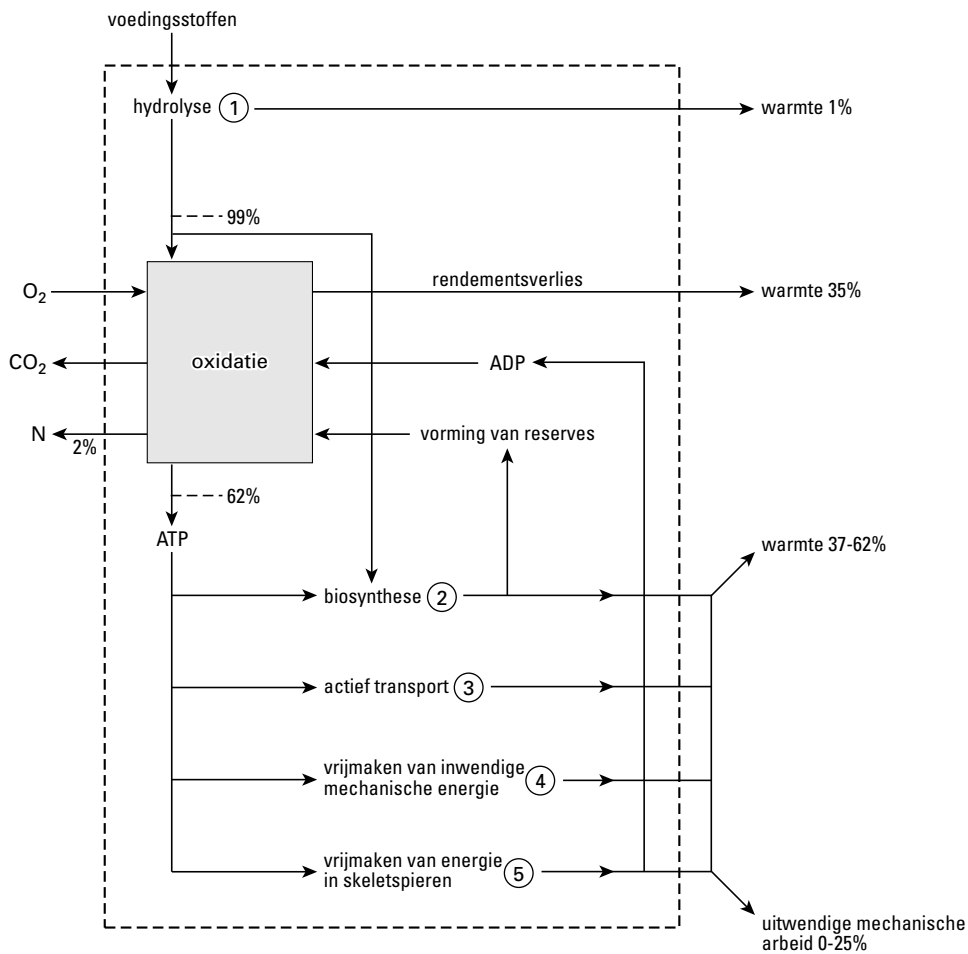 voedingsstoffen
hydrolyse 1
warmte 1%
99%
rendementsverlies
O₂
warmte 35%
oxidatie
CO₂
ADP
N
2%
vorming van reserves
62%
ATP
warmte 37-62%
biosynthese 2
actief transport 3
vrijmaken van inwendige
mechanische energie 4
vrijmaken van energie
in skeletspieren 5
uitwendige mechanische
arbeid 0-25%